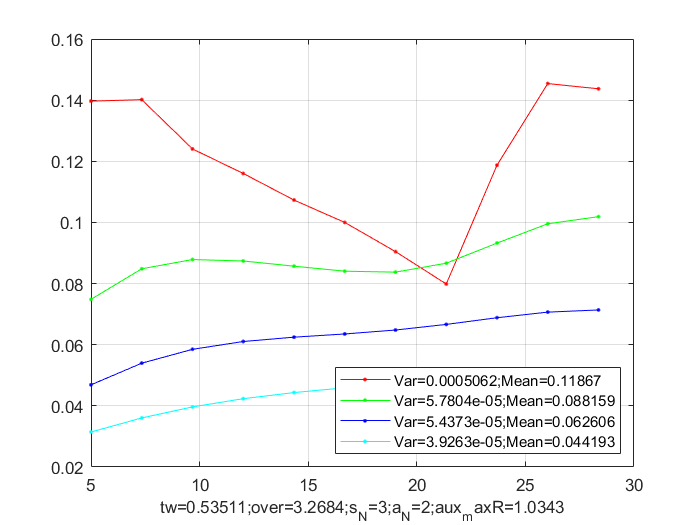 0.16
0.14
0.12
0.1
0.08
0.06
0.04
0.02
Var=0.0005062;Mean=0.11867
Var=5.7804e-05;Mean=0.088159
Var=5.4373e-05;Mean=0.062606
Var=3.9263e-05;Mean=0.044193
5 10 15 20 25 30
tw=0.53511;over=3.2684;s_N=3;a_N=2;aux_maxR=1.0343